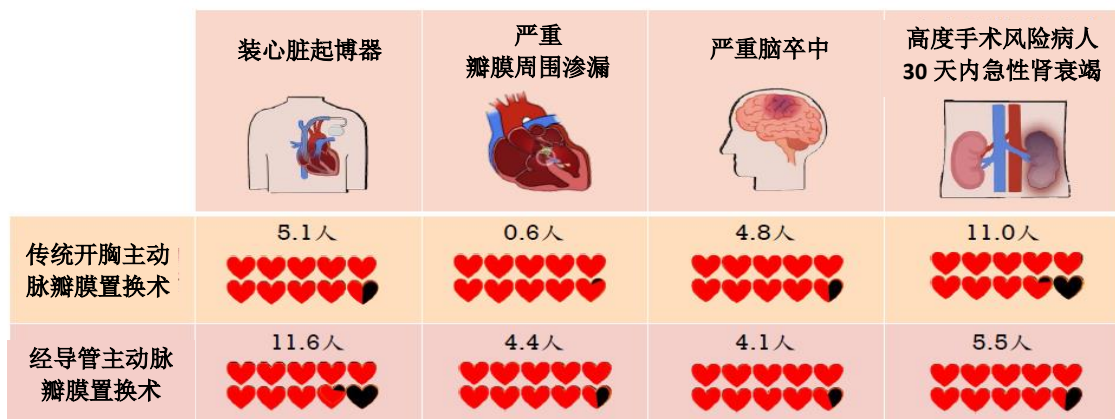 装心脏起博器
严重
瓣膜周围渗漏
严重脑卒中
高度手术风险病人
30 天内急性肾衰竭
传统开胸主动
脉瓣膜置换术
5.1人
0.6人
4.8人
11.0人
经导管主动脉
瓣膜置换术
11.6人
4.4人
4.1人
5.5人